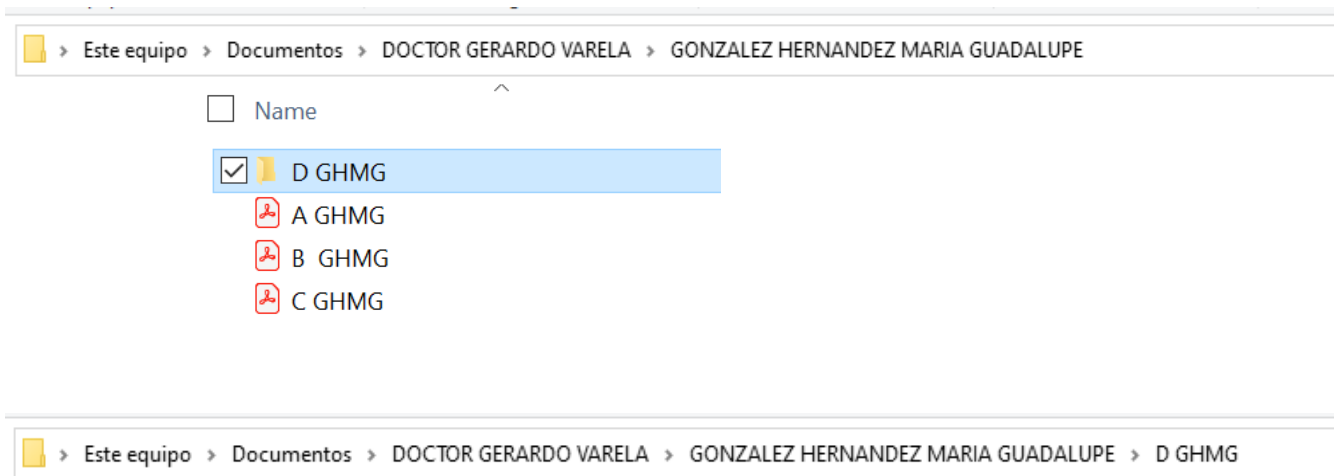 Este equipo > Documentos > DOCTOR GERARDO VARELA > GONZALEZ HERNANDEZ MARIA GUADALUPE
Name
D GHMG
A GHMG
B  GHMG
C GHMG
Este equipo > Documentos > DOCTOR GERARDO VARELA > GONZALEZ HERNANDEZ MARIA GUADALUPE > D GHMG